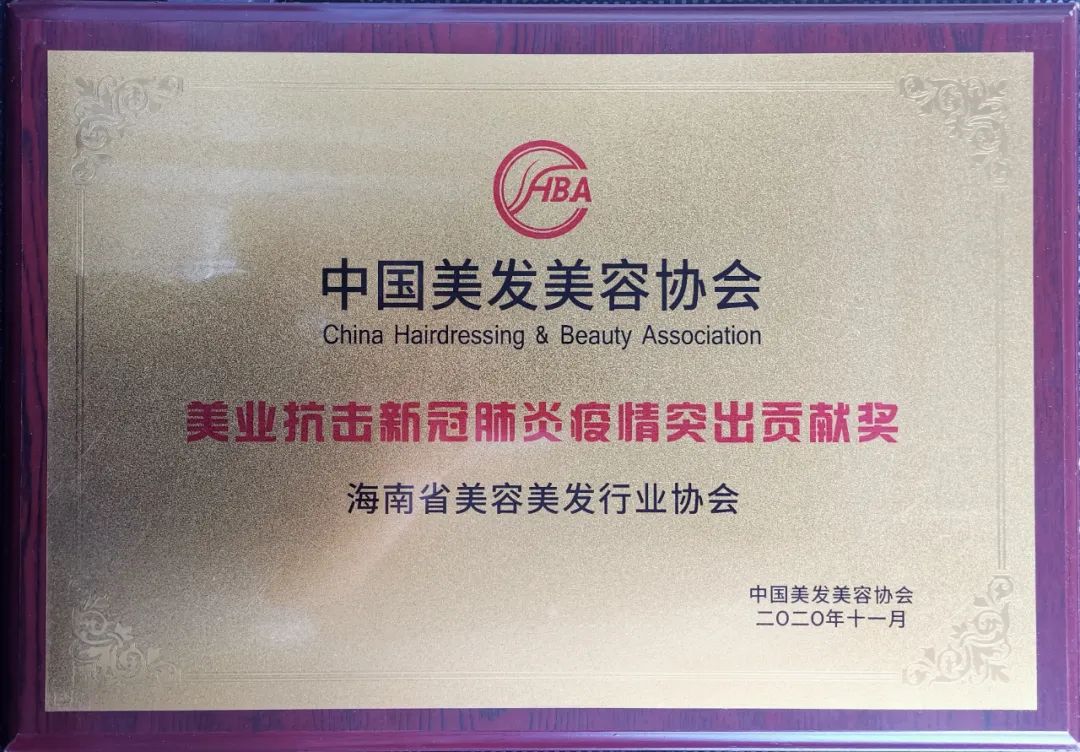 CHBA
中国美发美容协会
China Hairdressing & Beauty Association
美业抗击新冠肺炎疫情突出贡献奖
海南省美容美发行业协会
中国美发美容协会
二〇二〇年十一月